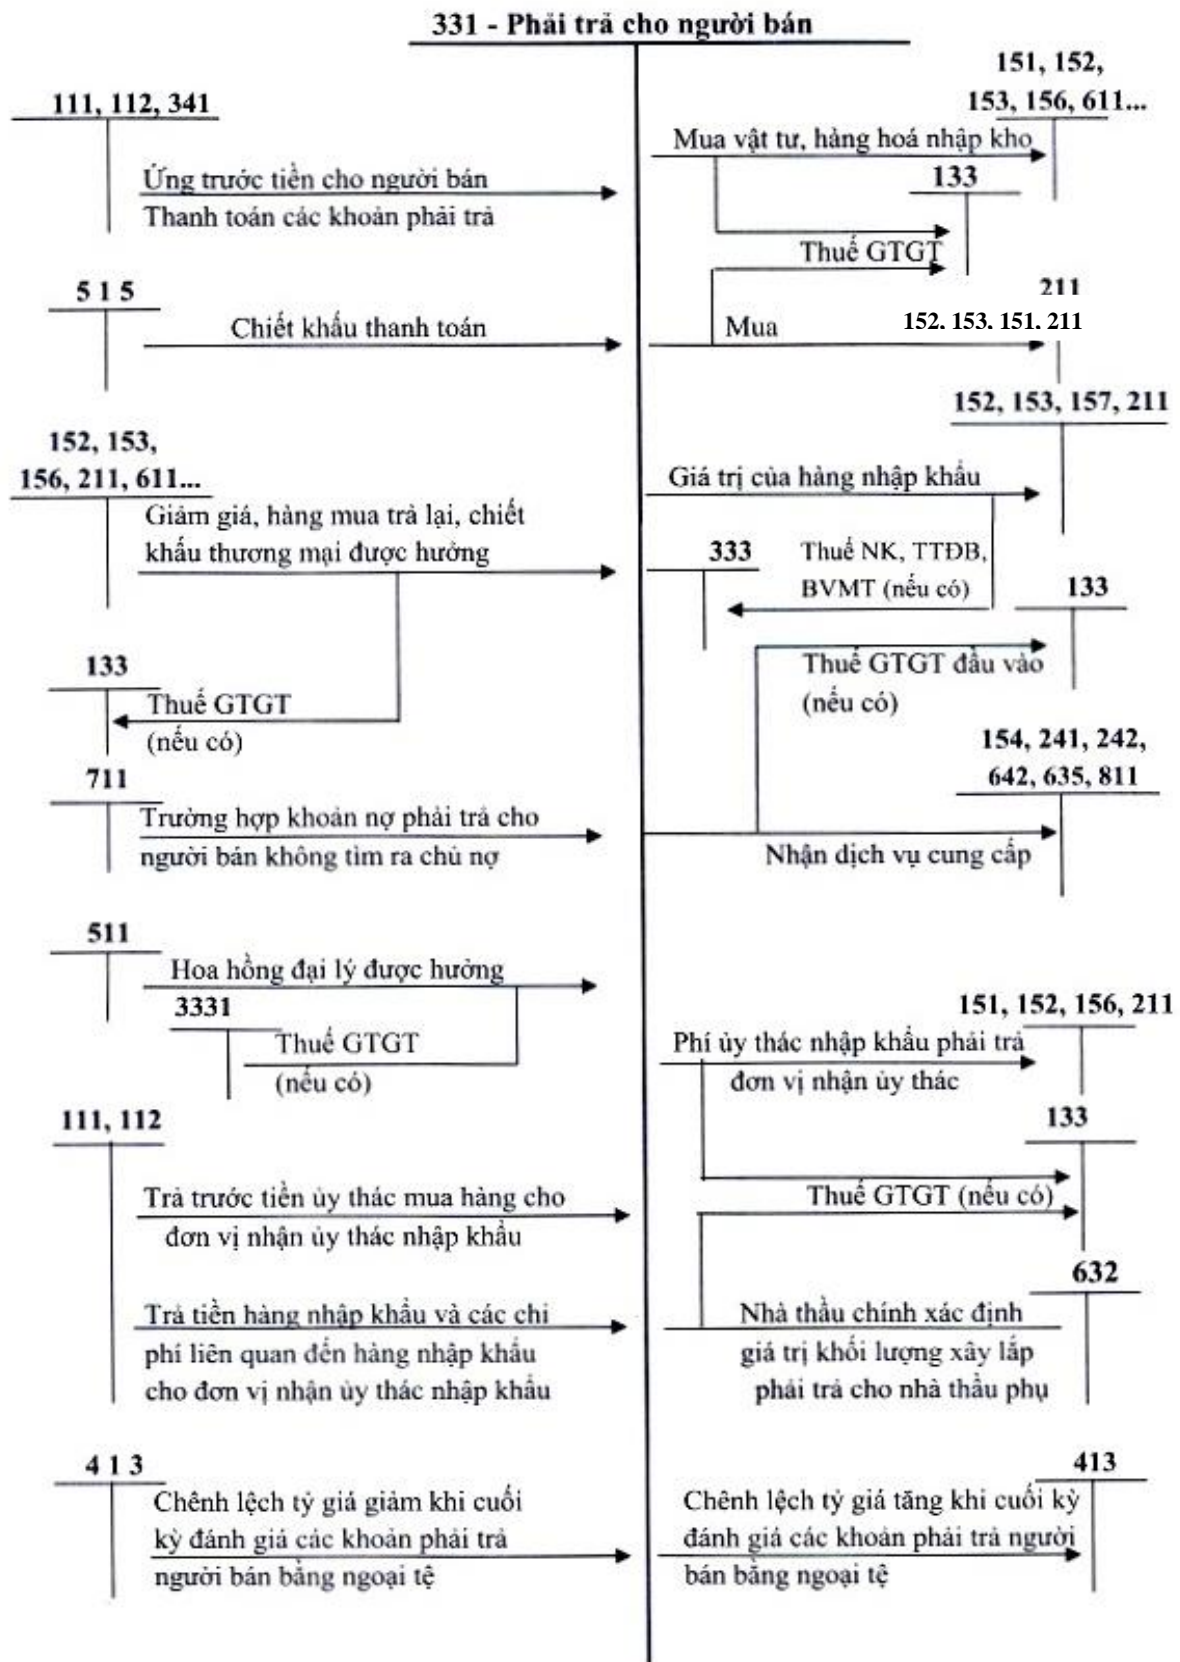 331 - Phải trả cho người bán
111, 112, 341
Ứng trước tiền cho người bán
Thanh toán các khoản phải trả
5 1 5
Chiết khấu thanh toán
152, 153,
156, 211, 611...
Giảm giá, hàng mua trả lại, chiết
khấu thương mại được hưởng
133
Thuế GTGT
(nếu có)
711
Trường hợp khoản nợ phải trả cho
người bán không tìm ra chủ nợ
511
Hoa hồng đại lý được hưởng
3331
Thuế GTGT
(nếu có)
111, 112
Trả trước tiền ủy thác mua hàng cho
đơn vị nhận ủy thác nhập khẩu
Trả tiền hàng nhập khẩu và các chi
phí liên quan đến hàng nhập khẩu
cho đơn vị nhận ủy thác nhập khẩu
4 1 3
Chênh lệch tỷ giá giảm khi cuối
kỳ đánh giá các khoản phải trả
người bán bằng ngoại tệ
151, 152,
153, 156, 611...
Mua vật tư, hàng hoá nhập kho
133
Thuế GTGT
211
Mua
152, 153, 151, 211
152, 153, 157, 211
Giá trị của hàng nhập khẩu
333
Thuế NK, TTĐB,
BVMT (nếu có)
133
Thuế GTGT đầu vào
(nếu có)
154, 241, 242,
642, 635, 811
Nhận dịch vụ cung cấp
151, 152, 156, 211
Phí ủy thác nhập khẩu phải trả
đơn vị nhận ủy thác
133
Thuế GTGT (nếu có)
632
Nhà thầu chính xác định
giá trị khối lượng xây lắp
phải trả cho nhà thầu phụ
413
Chênh lệch tỷ giá tăng khi cuối kỳ
đánh giá các khoản phải trả người
bán bằng ngoại tệ